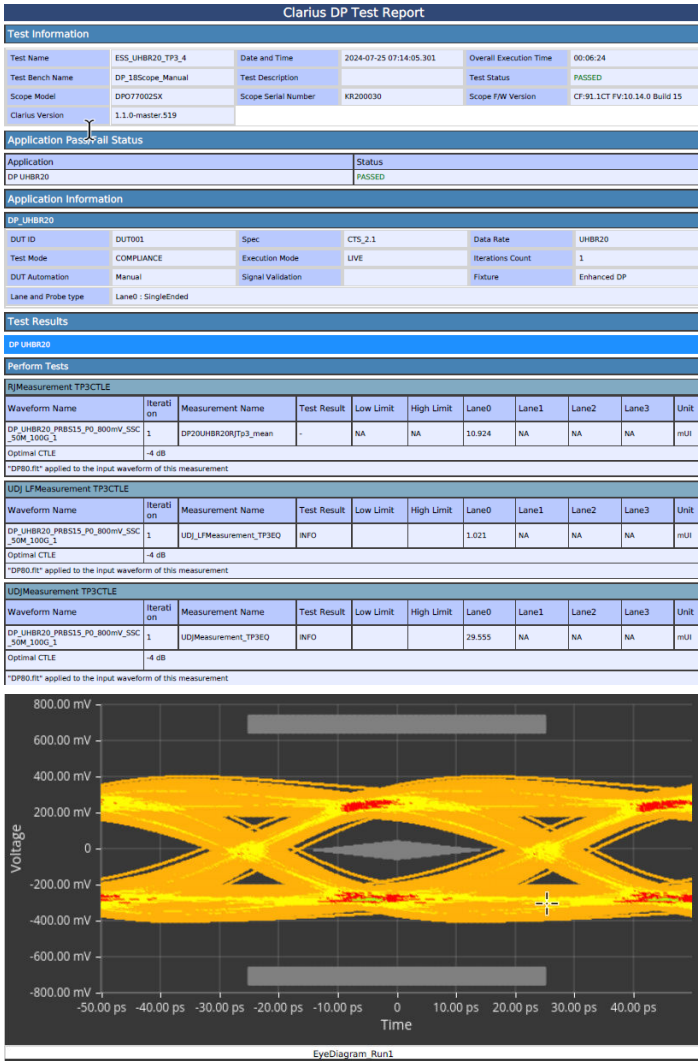 Clarius DP Test Report
Test Information
Test Name ESS_UHBR20_TP3_4 Date and Time 2024-07-25 07:14:05.301 Overall Execution Time 00:06:24
Test Bench Name DP_18Scope_Manual Test Description Test Status PASSED
Scope Model DPO77002SX Scope Serial Number KR200030 Scope F/W Version CF:91.1CT FV:10.14.0 Build 15
Clarius Version 1.1.0-master.519
Application Pass/Fail Status
Application Status
DP UHBR20 PASSED
Application Information
DP_UHBR20
DUT ID DUT001 Spec CTS_2.1 Data Rate UHBR20
Test Mode COMPLIANCE Execution Mode LIVE Iterations Count 1
DUT Automation Manual Signal Validation Fixture Enhanced DP
Lane and Probe type Lane0 : SingleEnded
Test Results
DP UHBR20
Perform Tests
RJMeasurement TP3CTLE
Waveform Name Iterati on Measurement Name Test Result Low Limit High Limit Lane0 Lane1 Lane2 Lane3 Unit
DP_UHBR20_PRBS15_P0_800mV_SSC _50M_100G_1 1 DP20UHBR20RJTp3_mean - NA NA 10.924 NA NA NA mUI
Optimal CTLE -4 dB
"DP80.flt" applied to the input waveform of this measurement
UDJ LFMeasurement TP3CTLE
Waveform Name Iterati on Measurement Name Test Result Low Limit High Limit Lane0 Lane1 Lane2 Lane3 Unit
DP_UHBR20_PRBS15_P0_800mV_SSC _50M_100G_1 1 UDJ_LFMeasurement_TP3EQ INFO 1.021 NA NA NA mUI
Optimal CTLE -4 dB
"DP80.flt" applied to the input waveform of this measurement
UDJMeasurement TP3CTLE
Waveform Name Iterati on Measurement Name Test Result Low Limit High Limit Lane0 Lane1 Lane2 Lane3 Unit
DP_UHBR20_PRBS15_P0_800mV_SSC _50M_100G_1 1 UDJMeasurement_TP3EQ INFO 29.555 NA NA NA mUI
Optimal CTLE -4 dB
"DP80.flt" applied to the input waveform of this measurement
800.00 mV
600.00 mV
400.00 mV
200.00 mV
0
-200.00 mV
-400.00 mV
-600.00 mV
-800.00 mV
Voltage
-50.00 ps -40.00 ps -30.00 ps -20.00 ps -10.00 ps 0 10.00 ps 20.00 ps 30.00 ps 40.00 ps
Time
EyeDiagram_Run1